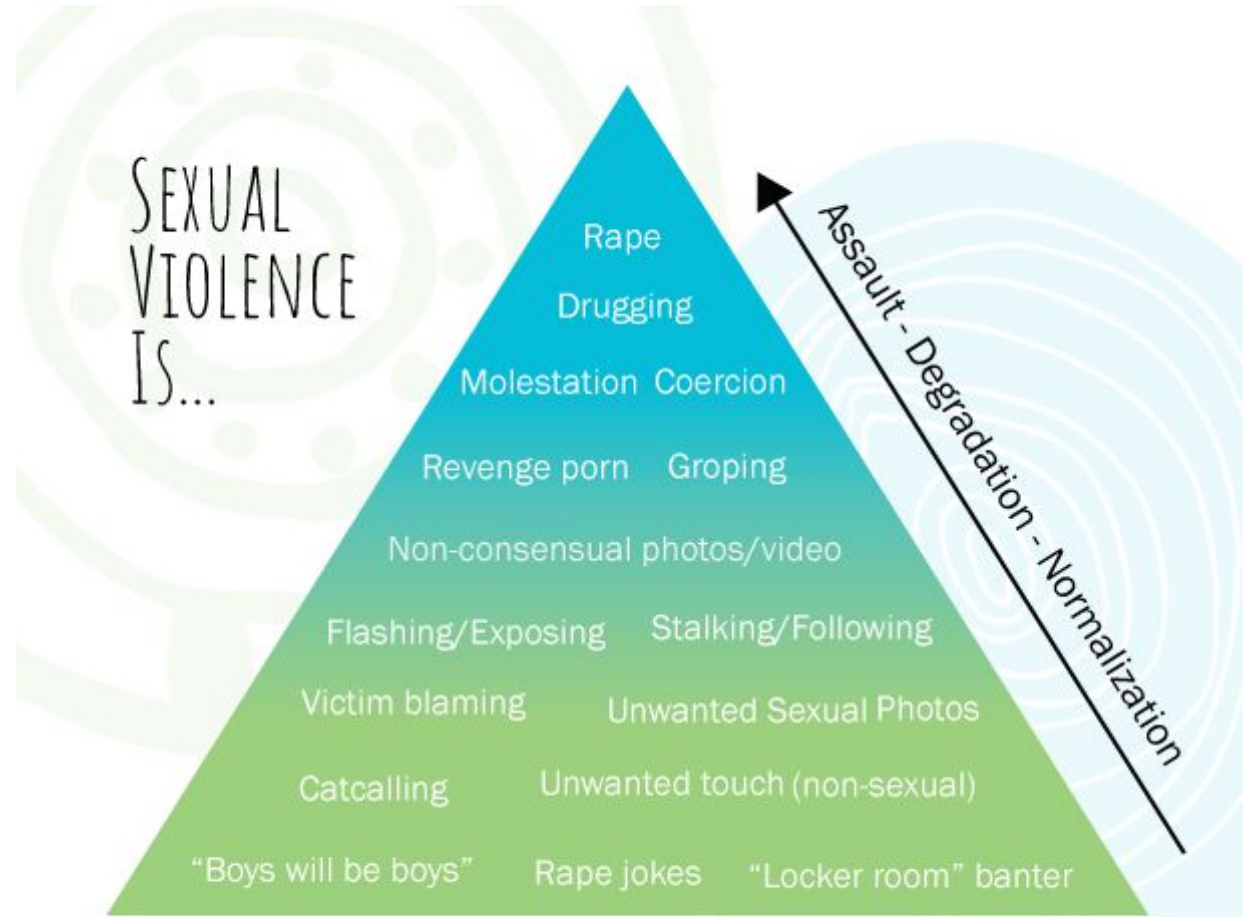 SEXUAL
VIOLENCE
IS...
Rape
Drugging
Molestation Coercion
Revenge porn Groping
Non-consensual photos/video
Flashing/Exposing Stalking/Following
Victim blaming Unwanted Sexual Photos
Catcalling Unwanted touch (non-sexual)
“Boys will be boys” Rape jokes “Locker room” banter
Assault - Degradation - Normalization